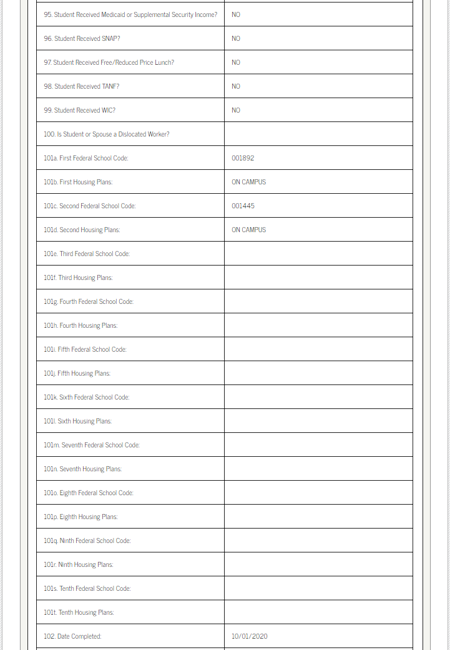 95. Student Received Medicaid or Supplemental Security Income? NO
96. Student Received SNAP? NO
97. Student Received Free/Reduced Price Lunch? NO
98. Student Received TANF? NO
99. Student Received WIC? NO
100. Is Student or Spouse a Dislocated Worker?
101a. First Federal School Code: 001892
101b. First Housing Plans: ON CAMPUS
101c. Second Federal School Code: 001445
101d. Second Housing Plans: ON CAMPUS
101e. Third Federal School Code:
101f. Third Housing Plans:
101g. Fourth Federal School Code:
101h. Fourth Housing Plans:
101i. Fifth Federal School Code:
101j. Fifth Housing Plans:
101k. Sixth Federal School Code:
101l. Sixth Housing Plans:
101m. Seventh Federal School Code:
101n. Seventh Housing Plans:
101o. Eighth Federal School Code:
101p. Eighth Housing Plans:
101q. Ninth Federal School Code:
101r. Ninth Housing Plans:
101s. Tenth Federal School Code:
101t. Tenth Housing Plans:
102. Date Completed: 10/01/2020